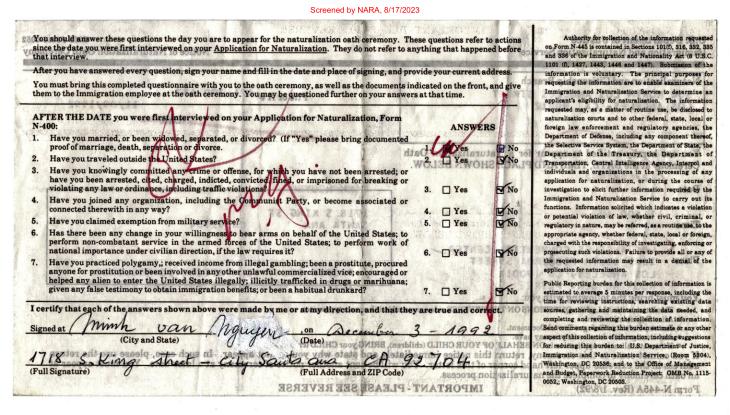 Screened by NARA, 8/17/2023
You should answer these questions the day you are to appear for the naturalization oath ceremony. These questions refer to actions
since the date you were first interviewed on your Application for Naturalization. They do not refer to anything that happened before
that interview.
After you have answered every question, sign your name and fill in the date and place of signing, and provide your current address.
You must bring this completed questionnaire with you to the oath ceremony, as well as the documents indicated on the front, and give
them to the Immigration employee at the oath ceremony. You may be questioned further on your answers at that time.
AFTER THE DATE you were first interviewed on your Application for Naturalization, Form
N-400: ANSWERS
1. Have you married, or been widowed, separated, or divorced? (If "Yes" please bring documented
proof of marriage, death, separation or divorce. 1. Yes No
2. Have you traveled outside the United States? 2. Yes No
3. Have you knowingly committed any crime or offense, for which you have not been arrested; or
have you been arrested, cited, charged, indicted, convicted, fined, or imprisoned for breaking or
violating any law or ordinance, including traffic violations? 3. Yes No
4. Have you joined any organization, including the Communist Party, or become associated or
connected therewith in any way? 4. Yes No
5. Have you claimed exemption from military service? 5. Yes No
6. Has there been any change in your willingness to bear arms on behalf of the United States; to
perform non-combatant service in the armed forces of the United States; to perform work of
national importance under civilian direction, if the law requires it? 6. Yes No
7. Have you practiced polygamy; received income from illegal gambling; been a prostitute, procured
anyone for prostitution or been involved in any other unlawful commercialized vice; encouraged or
helped any alien to enter the United States illegally; illicitly trafficked in drugs or marihuana;
given any false testimony to obtain immigration benefits; or been a habitual drunkard? 7. Yes No
I certify that each of the answers shown above were made by me or at my direction, and that they are true and correct.
Signed at Minh van Nguyen, on December 3 1992
(City and State) (Date)
1718 S. King street - City Santa ana, CA 92704
(Full Signature) (Full Address and ZIP Code)
IMPORTANT - PLEASE SEE REVERSE
Authority for collection of the information requested
on Form N-445 is contained in Sections 101(f), 316, 332, 335
and 336 of the Immigration and Nationality Act (8 U.S.C.
1101 (f), 1427, 1443, 1446 and 1447). Submission of the
information is voluntary. The principal purposes for
requesting the information are to enable examiners of the
Immigration and Naturalization Service to determine an
applicant's eligibility for naturalization. The information
requested may, as a matter of routine use, be disclosed to
naturalization courts and to other federal, state, local or
foreign law enforcement and regulatory agencies, the
Department of Defense, including any component thereof,
the Selective Service System, the Department of State, the
Department of the Treasury, the Department of
Transportation, Central Intelligence Agency, Interpol and
individuals and organizations in the processing of any
application for naturalization, or during the course of
investigation to elicit further information required by the
Immigration and Naturalization Service to carry out its
functions. Information solicited which indicates a violation
or potential violation of law, whether civil, criminal, or
regulatory in nature, may be referred, as a routine use, to the
appropriate agency, whether federal, state, local or foreign,
charged with the responsibility of investigating, enforcing or
prosecuting such violations. Failure to provide all or any of
the requested information may result in a denial of the
application for naturalization.
Public Reporting burden for this collection of information is
estimated to average 5 minutes per response, including the
time for reviewing instructions, searching existing data
sources, gathering and maintaining the data needed, and
completing and reviewing the collection of information.
Send comments regarding this burden estimate or any other
aspect of this collection of information, including suggestions
for reducing this burden to: U.S. Department of Justice,
Immigration and Naturalization Service, (Room 5304),
Washington, DC 20536; and to the Office of Management
and Budget, Paperwork Reduction Project: OMB No. 1115-
0052; Washington, DC 20503.
Form N-445A (Rev. 1/8/92)